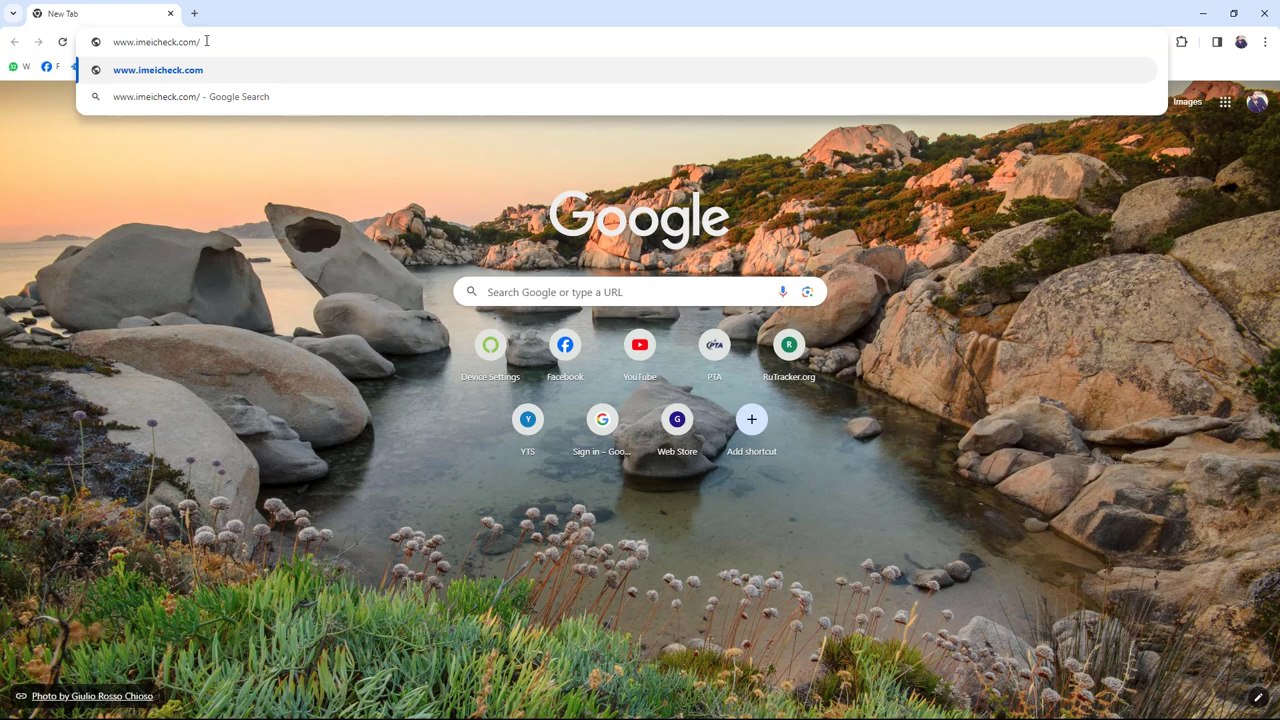 New Tab
www.imeicheck.com/
W
F
www.imeicheck.com
www.imeicheck.com/ - Google Search
Images
Google
Search Google or type a URL
Device Settings
Facebook
YouTube
PTA
RuTracker.org
YTS
Sign in – Goo...
Web Store
Add shortcut
Photo by Giulio Rosso Chioso